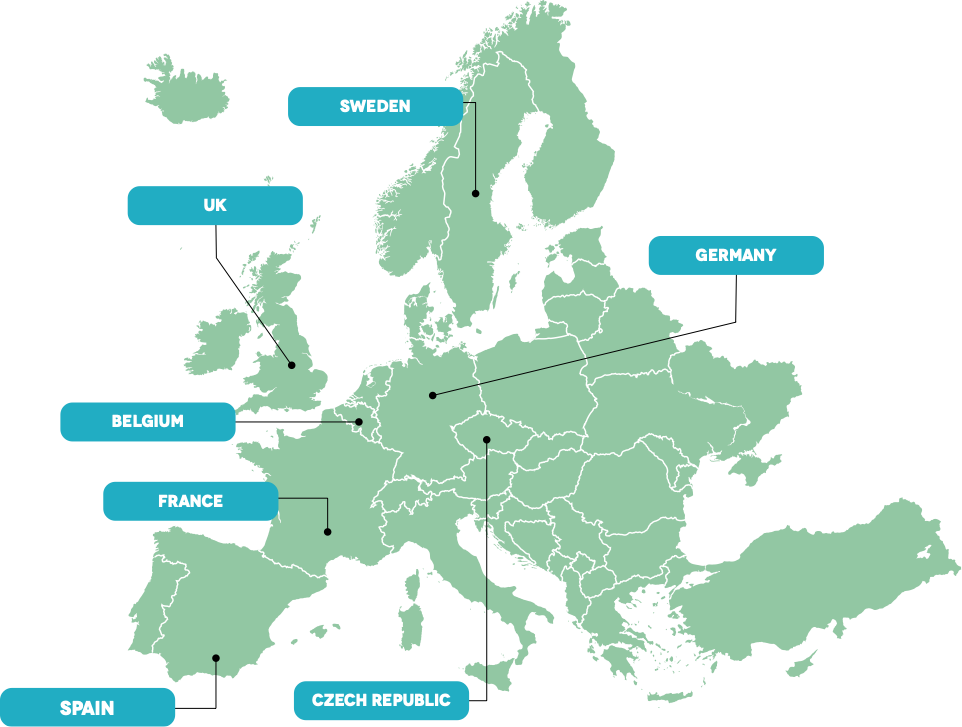 SWEDEN
UK
GERMANY
BELGIUM
FRANCE
CZECH REPUBLIC
SPAIN